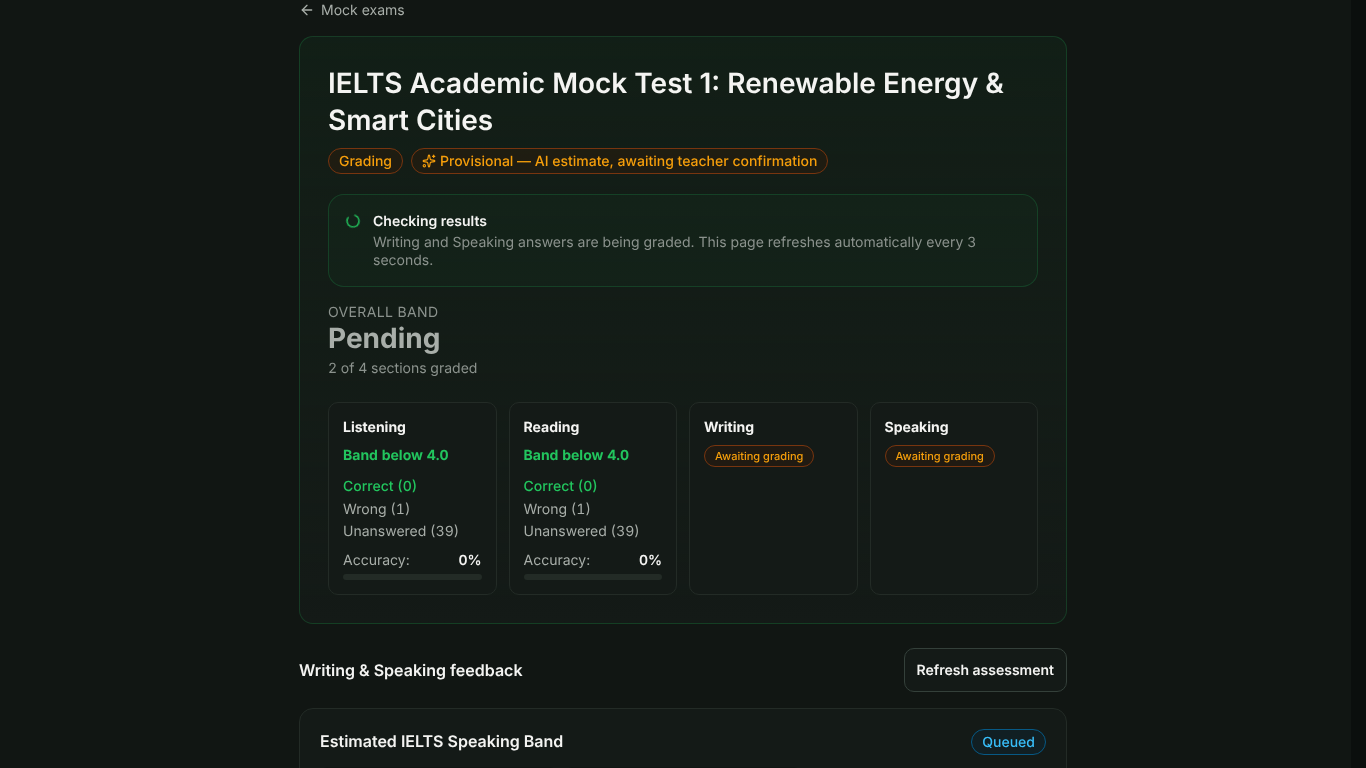 Mock exams
IELTS Academic Mock Test 1: Renewable Energy &
Smart Cities
Grading
Provisional — AI estimate, awaiting teacher confirmation
Checking results
Writing and Speaking answers are being graded. This page refreshes automatically every 3
seconds.
OVERALL BAND
Pending
2 of 4 sections graded
Listening
Band below 4.0
Correct (0)
Wrong (1)
Unanswered (39)
Accuracy: 0%
Reading
Band below 4.0
Correct (0)
Wrong (1)
Unanswered (39)
Accuracy: 0%
Writing
Awaiting grading
Speaking
Awaiting grading
Writing & Speaking feedback
Refresh assessment
Estimated IELTS Speaking Band
Queued